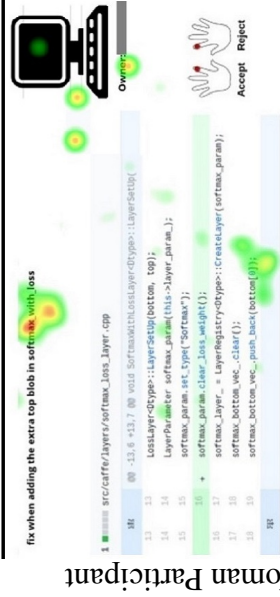 fix when adding the extra top blob in softmax_with_loss
1 src/caffe/layers/softmax_loss_layer.cpp
@@ -13,6 +13,7 @@ void SoftmaxWithLossLayer<Dtype>::LayerSetUp(
13 13 LossLayer<Dtype>::LayerSetUp(bottom, top);
14 14 LayerParameter softmax_param(this->layer_param_);
15 15 softmax_param.set_type("Softmax");
16 + softmax_param.clear_loss_weight();
16 17 softmax_layer_ = LayerRegistry<Dtype>::CreateLayer(softmax_param);
17 18 softmax_bottom_vec_.clear();
18 19 softmax_bottom_vec_.push_back(bottom[0]);
Owner:
Accept Reject
oman Participant